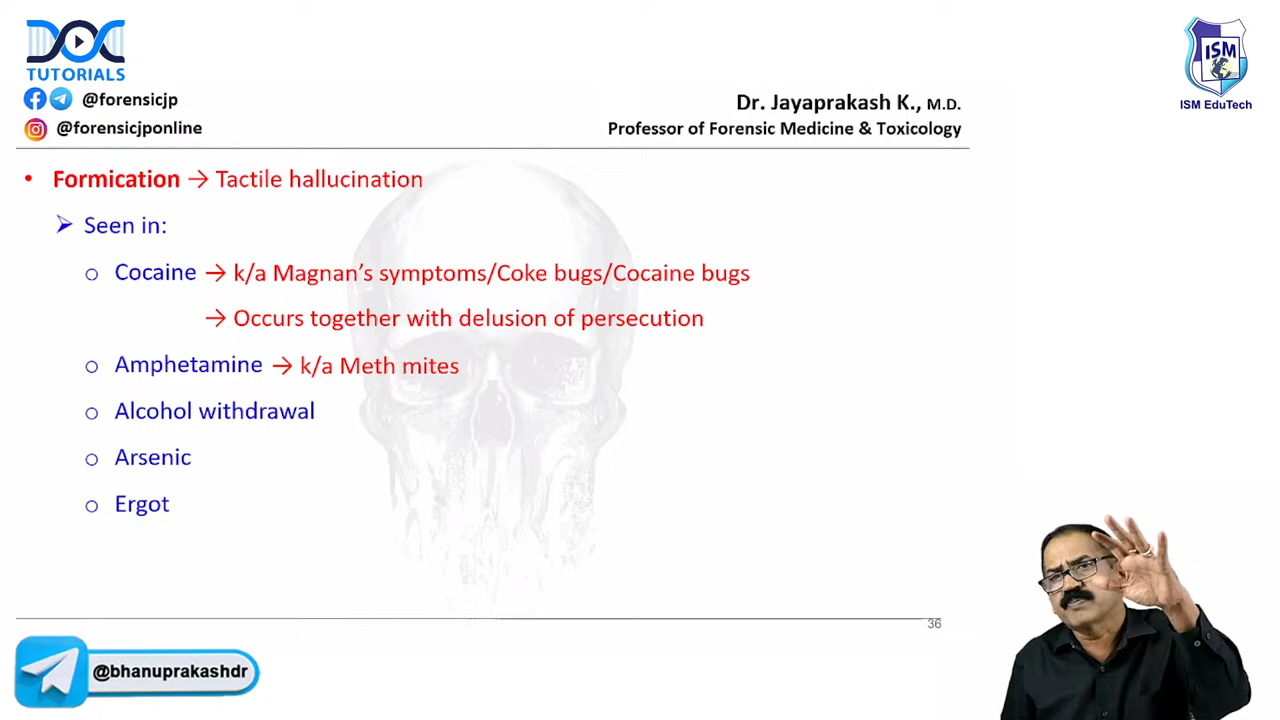 DOC
TUTORIALS
@forensicjp
@forensicjponline
ISM
ISM EduTech
Dr. Jayaprakash K., M.D.
Professor of Forensic Medicine & Toxicology
• Formication → Tactile hallucination
➢ Seen in:
o Cocaine → k/a Magnan's symptoms/Coke bugs/Cocaine bugs
→ Occurs together with delusion of persecution
o Amphetamine → k/a Meth mites
o Alcohol withdrawal
o Arsenic
o Ergot
36
@bhanuprakashdr